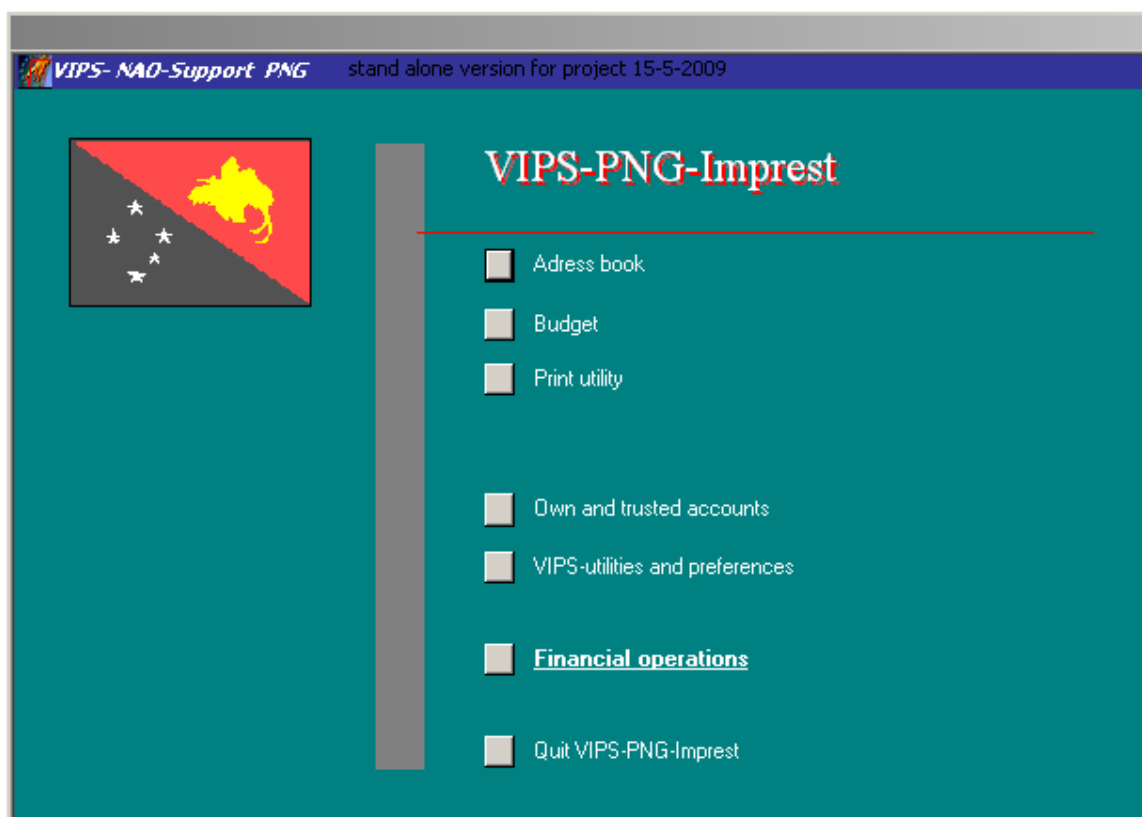 VIPS- NAO-Support PNG stand alone version for project 15-5-2009
VIPS-PNG-Imprest
Adress book
Budget
Print utility
Own and trusted accounts
VIPS-utilities and preferences
Financial operations
Quit VIPS-PNG-Imprest